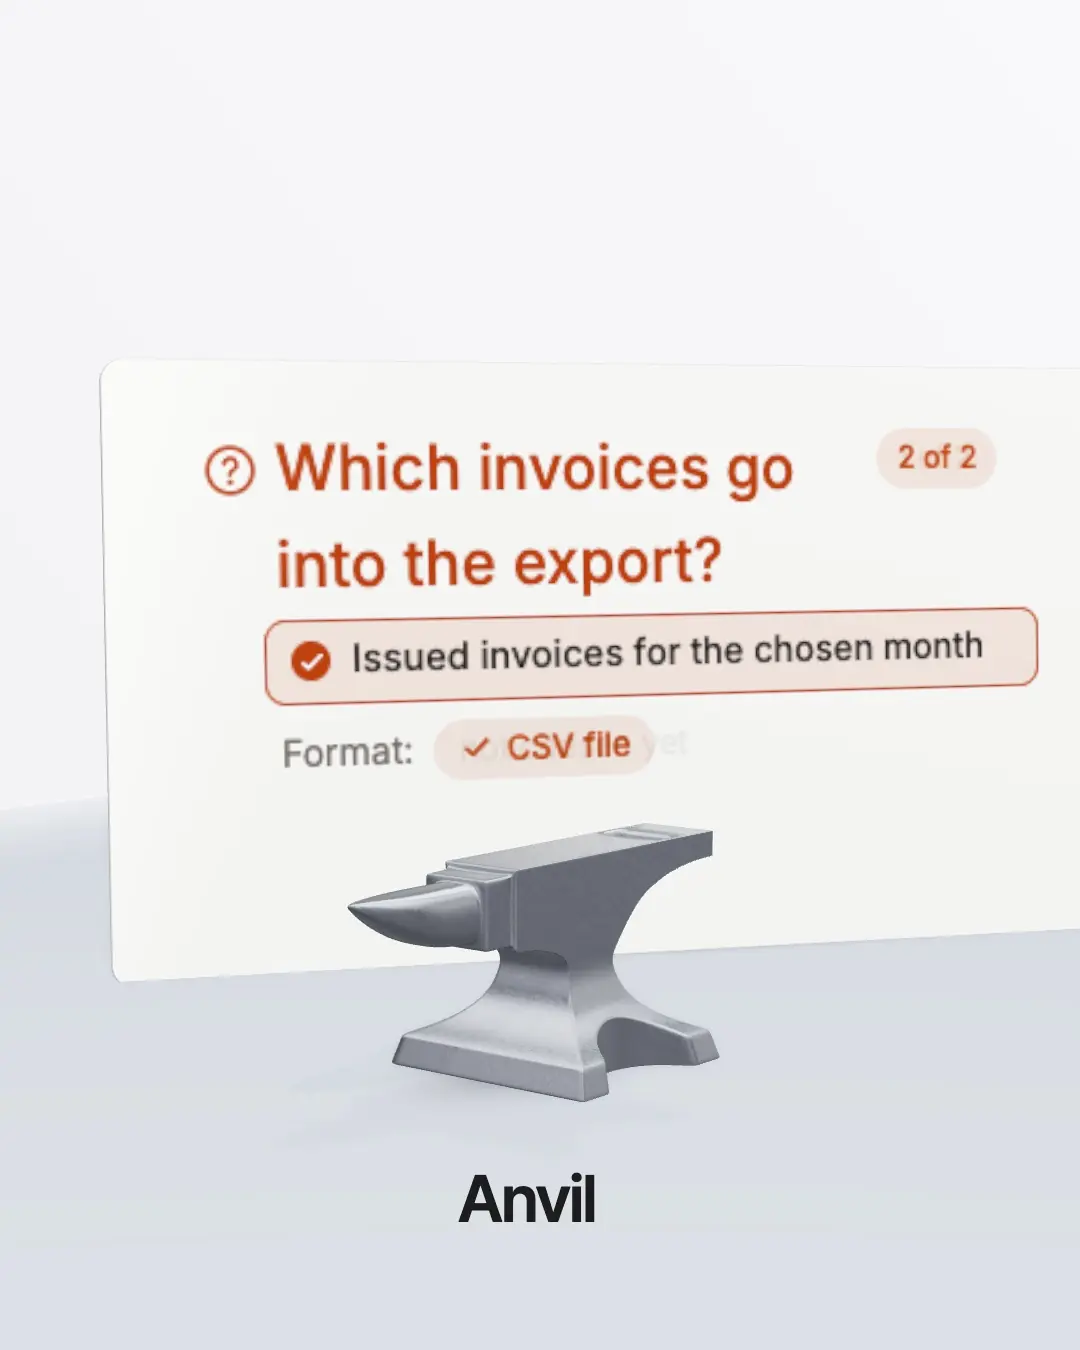 Which invoices go
2 of 2
into the export?
Issued invoices for the chosen month
Format: CSV file yet
Anvil